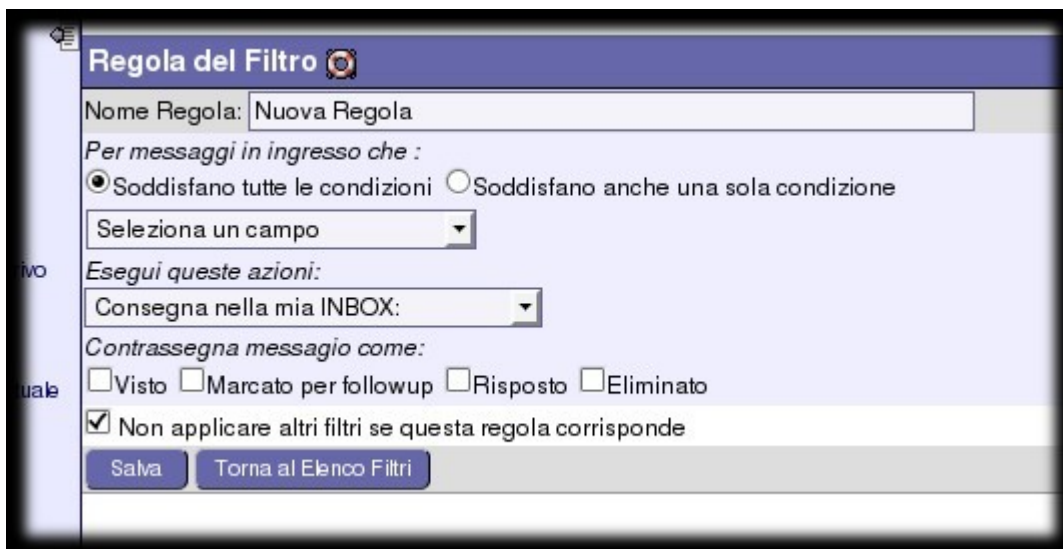 Regola del Filtro
Nome Regola: Nuova Regola
Per messaggi in ingresso che :
Soddisfano tutte le condizioni Soddisfano anche una sola condizione
Seleziona un campo
Esegui queste azioni:
Consegna nella mia INBOX:
Contrassegna messagio come:
Visto Marcato per followup Risposto Eliminato
Non applicare altri filtri se questa regola corrisponde
Salva Torna al Elenco Filtri